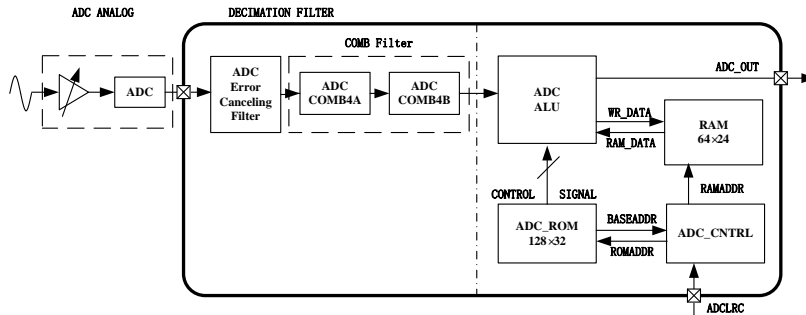 ADC ANALOG
DECIMATION FILTER
COMB Filter
ADC
ADC
Error
Canceling
Filter
ADC
COMB4A
ADC
COMB4B
ADC
ALU
ADC_OUT
WR_DATA
RAM_DATA
RAM
64×24
CONTROL SIGNAL
RAMADDR
ADC_ROM
128×32
BASEADDR
ROMADDR
ADC_CNTRL
ADCLRC